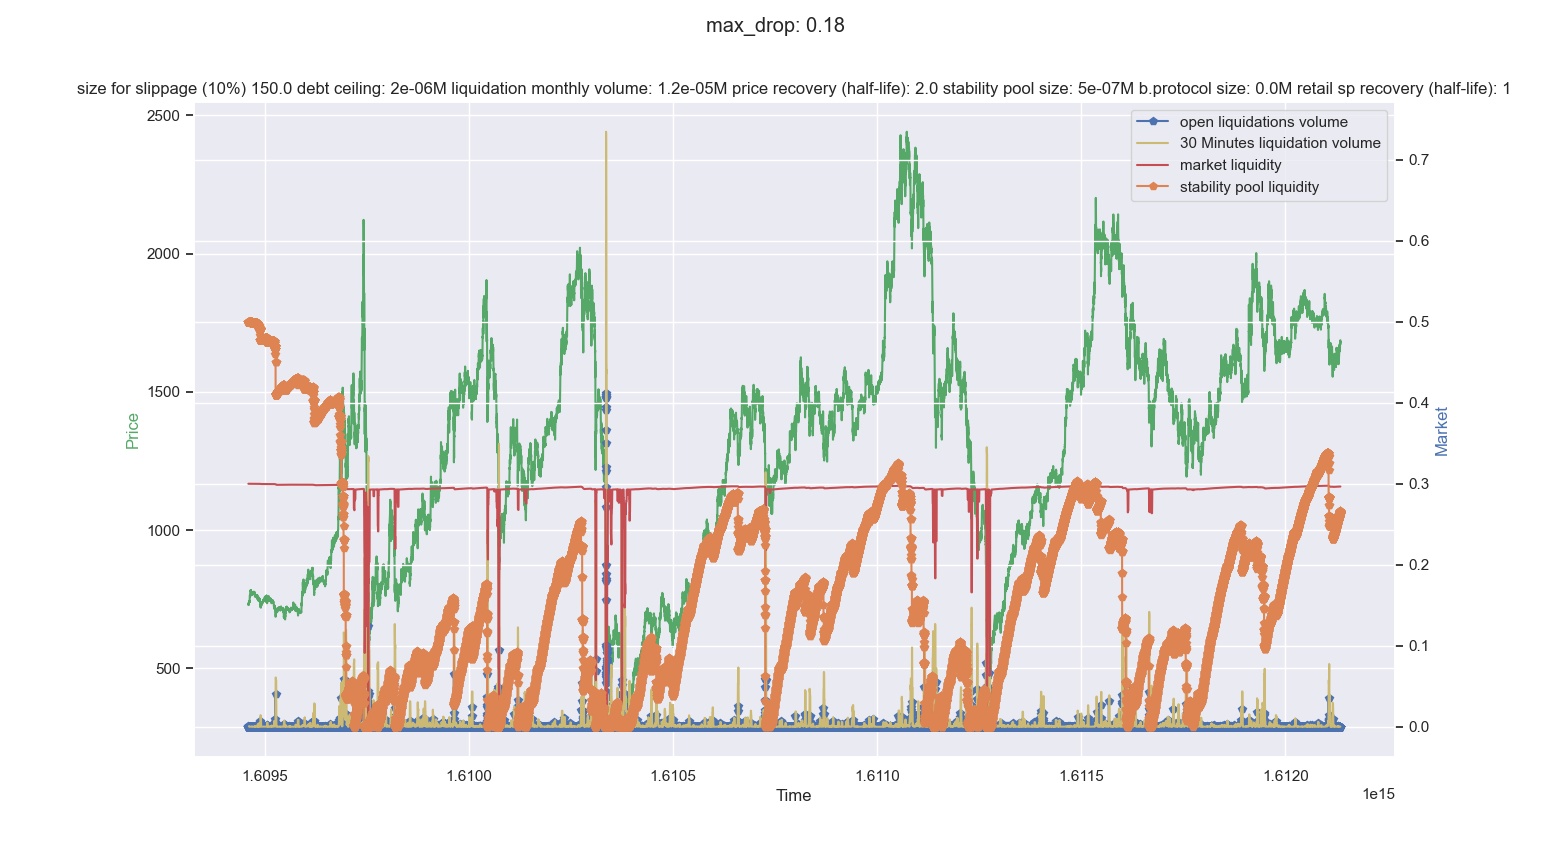 max_drop: 0.18
size for slippage (10%) 150.0 debt ceiling: 2e-06M liquidation monthly volume: 1.2e-05M price recovery (half-life): 2.0 stability pool size: 5e-07M b.protocol size: 0.0M retail sp recovery (half-life): 1
open liquidations volume
30 Minutes liquidation volume
market liquidity
stability pool liquidity
2500
2000
1500
1000
500
Price
0.7
0.6
0.5
0.4
0.3
0.2
0.1
0.0
Market
1.6095 1.6100 1.6105 1.6110 1.6115 1.6120
1e15
Time